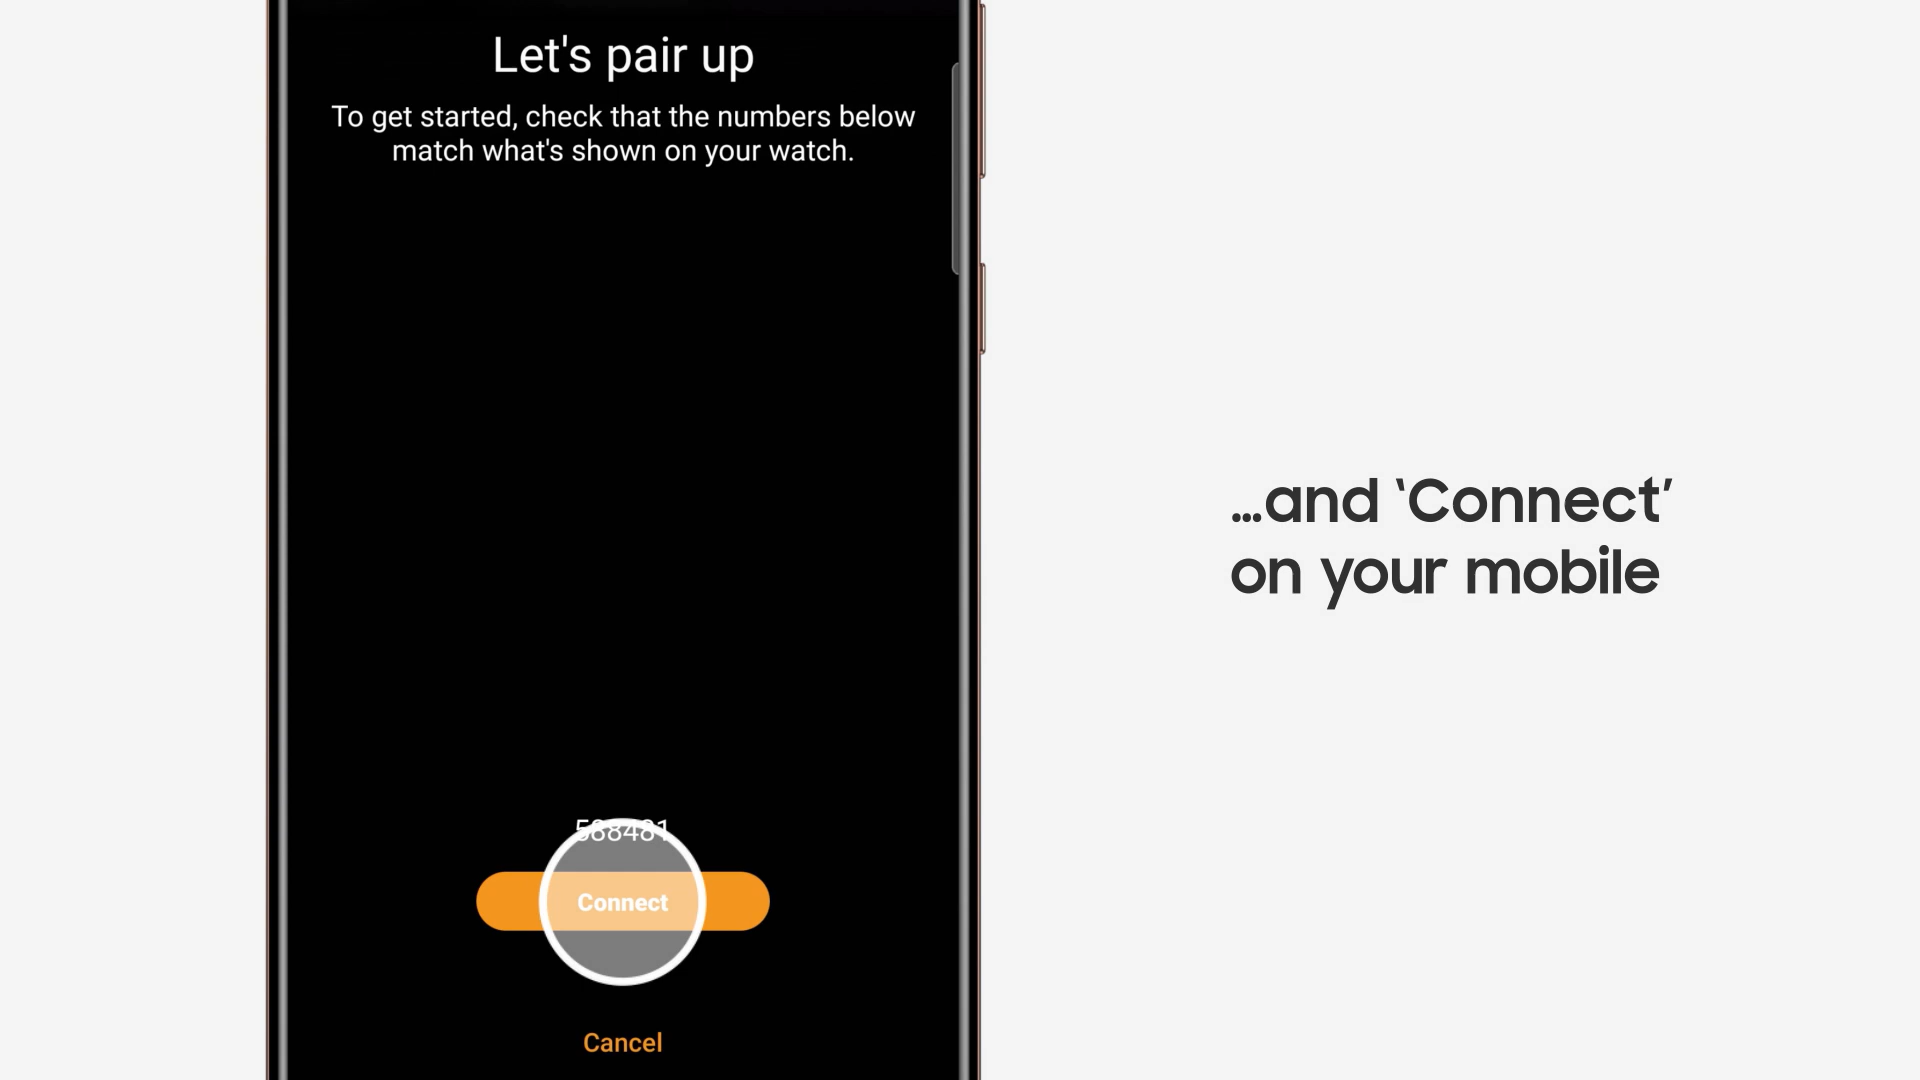 Let's pair up
To get started, check that the numbers below
match what's shown on your watch.
588481
Connect
Cancel
...and ‘Connect’
on your mobile